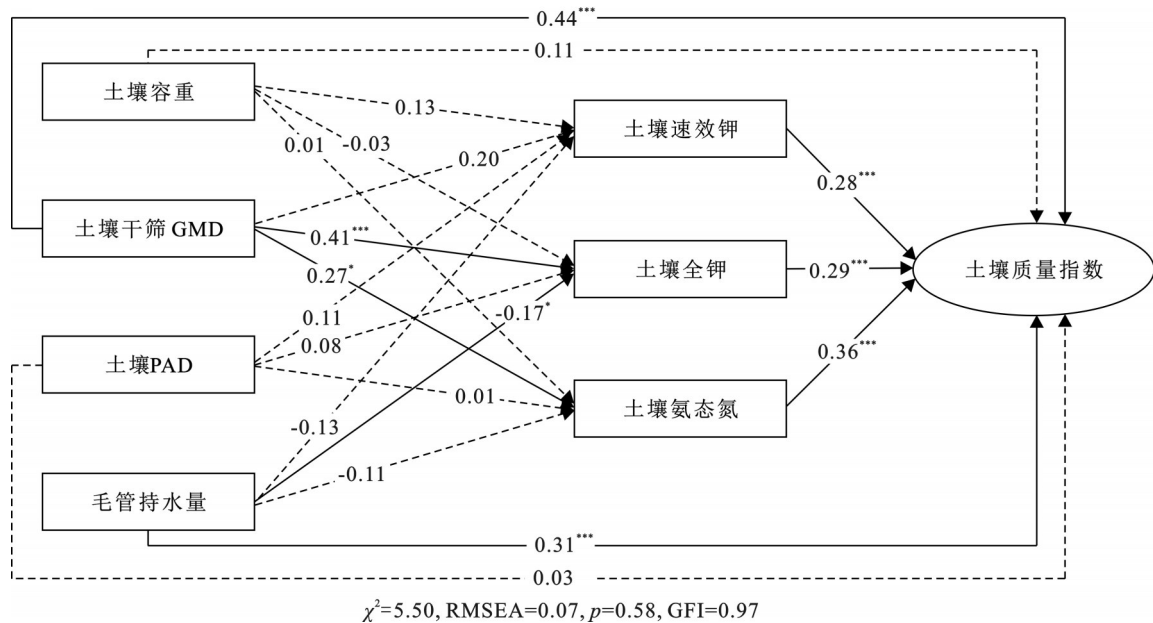 0.44***
0.11
土壤容重
0.13
土壤速效钾
0.01
-0.03
0.20
0.28***
土壤干筛 GMD
0.41***
土壤全钾
0.29***
土壤质量指数
0.27*
-0.17*
0.11
0.08
土壤PAD
0.36***
0.01
土壤氨态氮
-0.13
-0.11
毛管持水量
0.31***
0.03
χ²=5.50, RMSEA=0.07, p=0.58, GFI=0.97